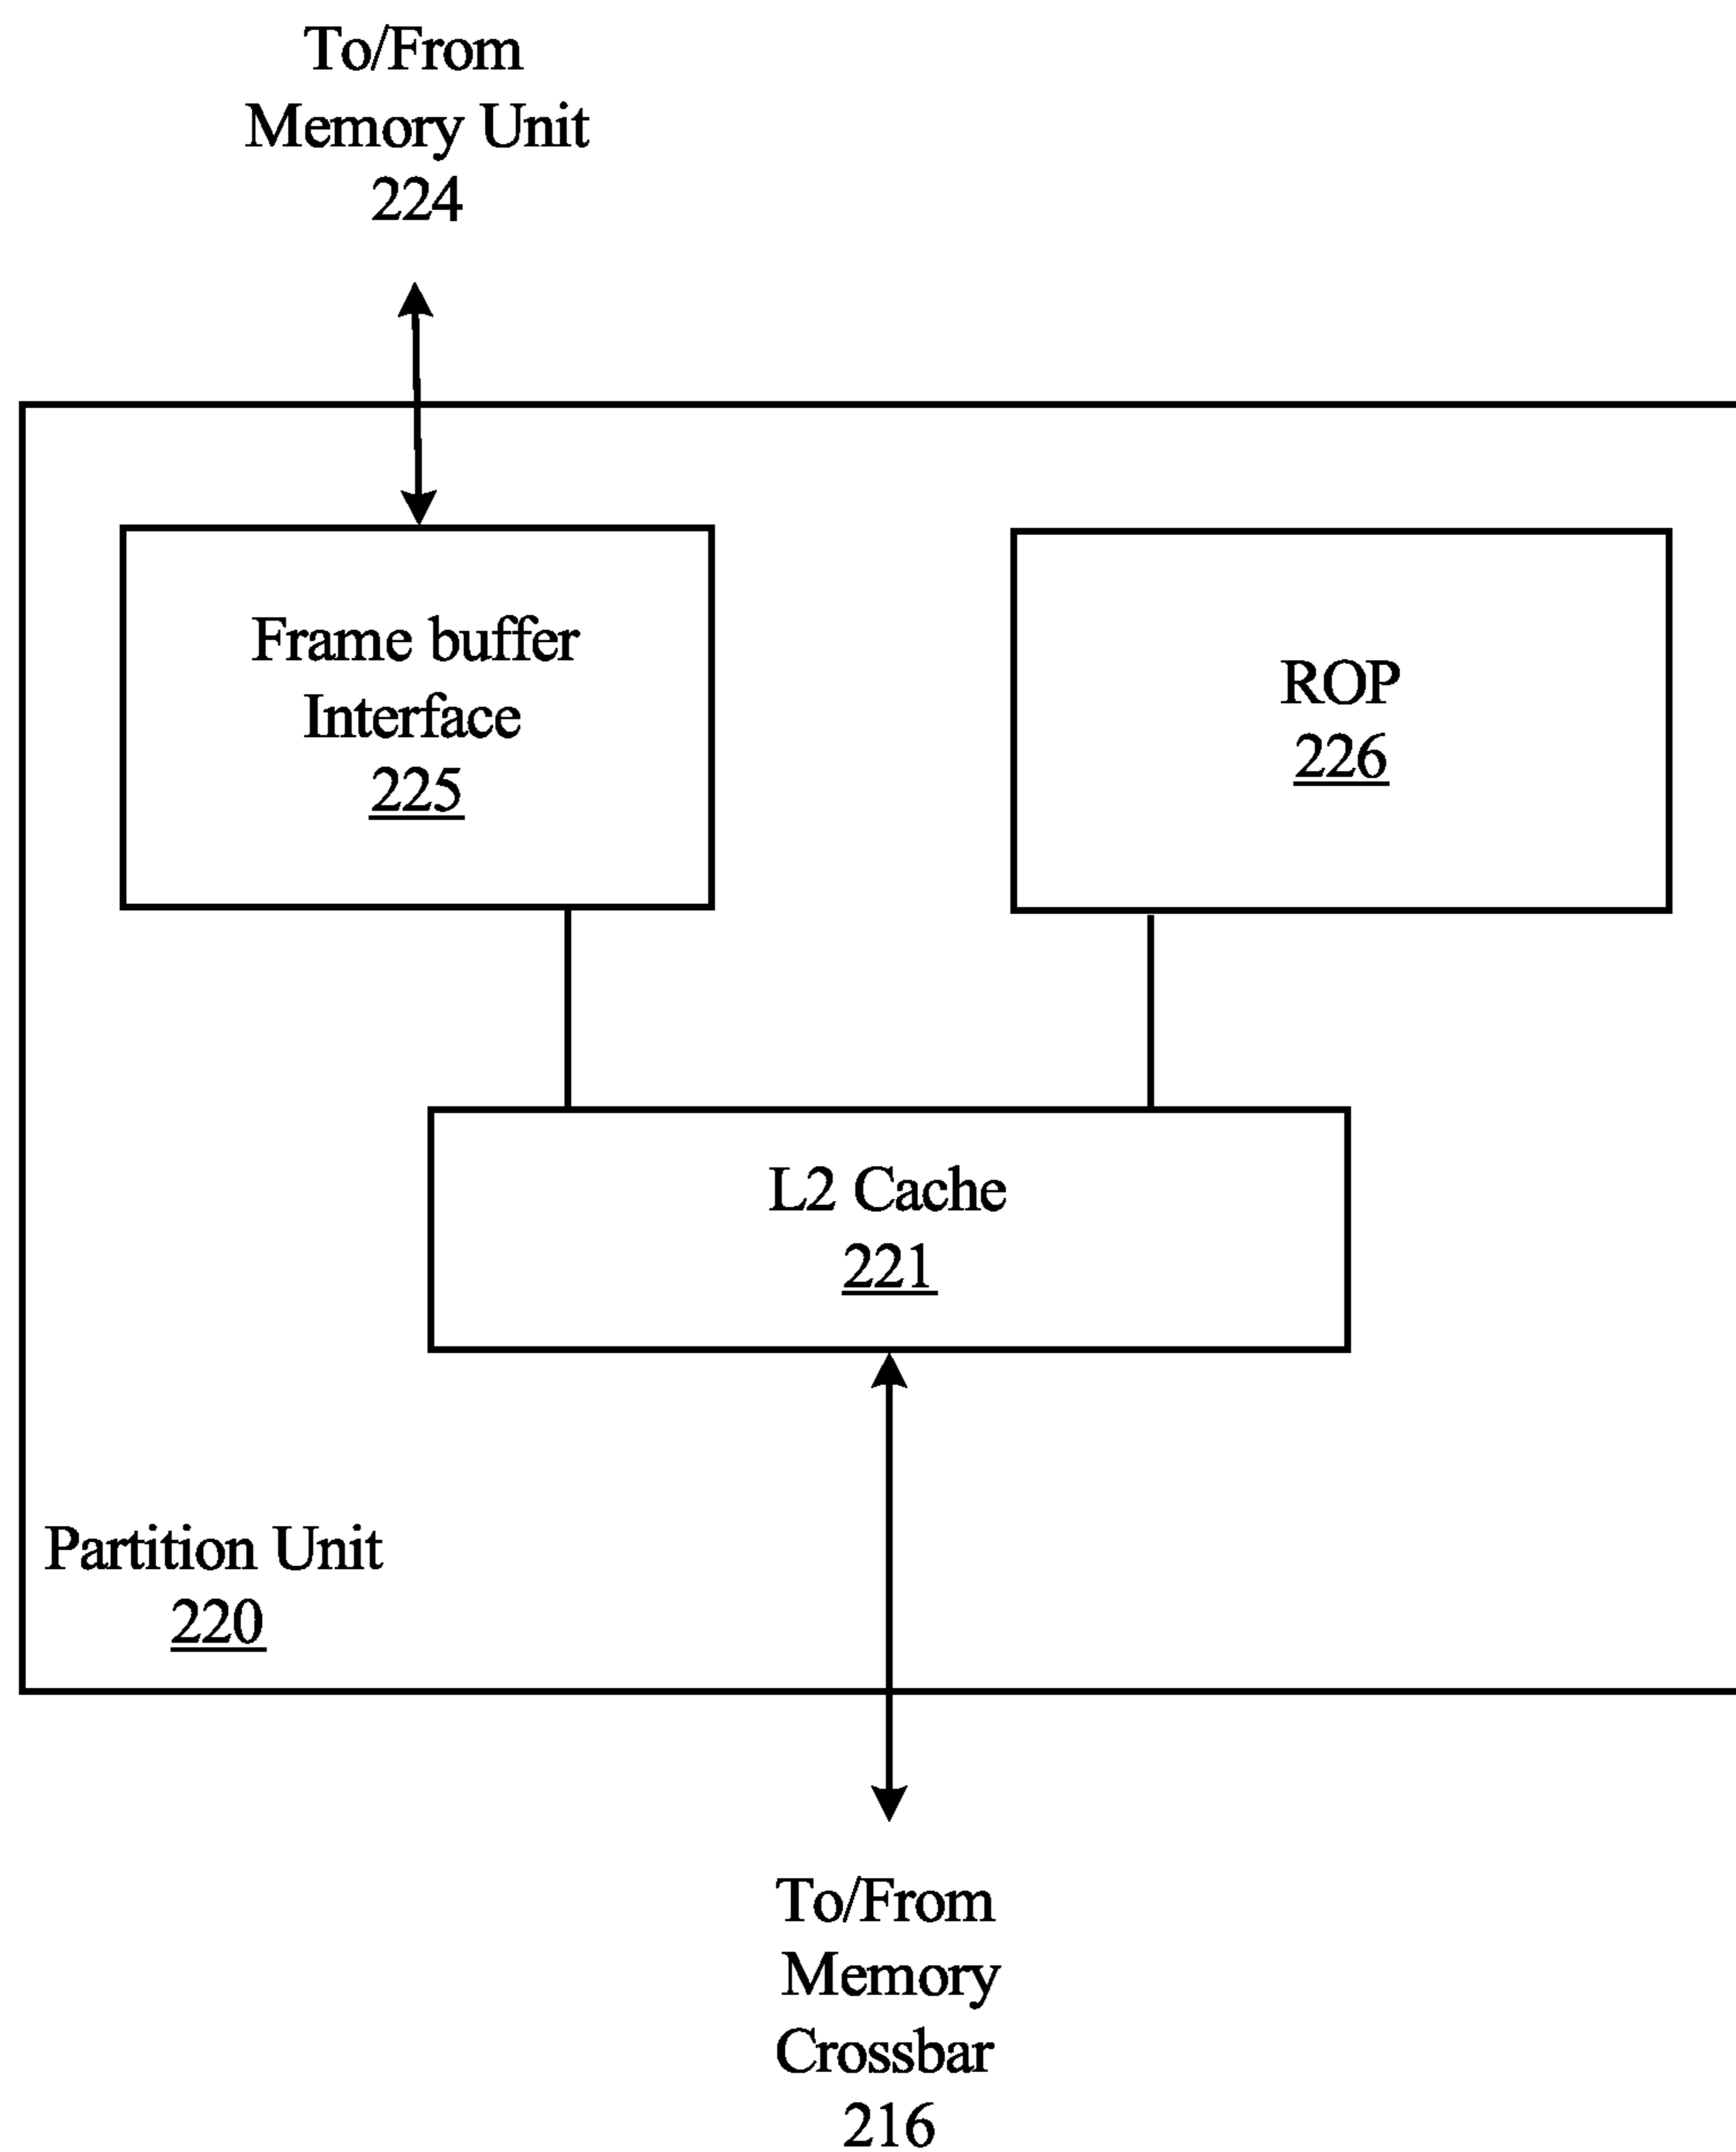 To/From
Memory Unit
224
Frame buffer
Interface
225
ROP
226
L2 Cache
221
Partition Unit
220
To/From
Memory
Crossbar
216